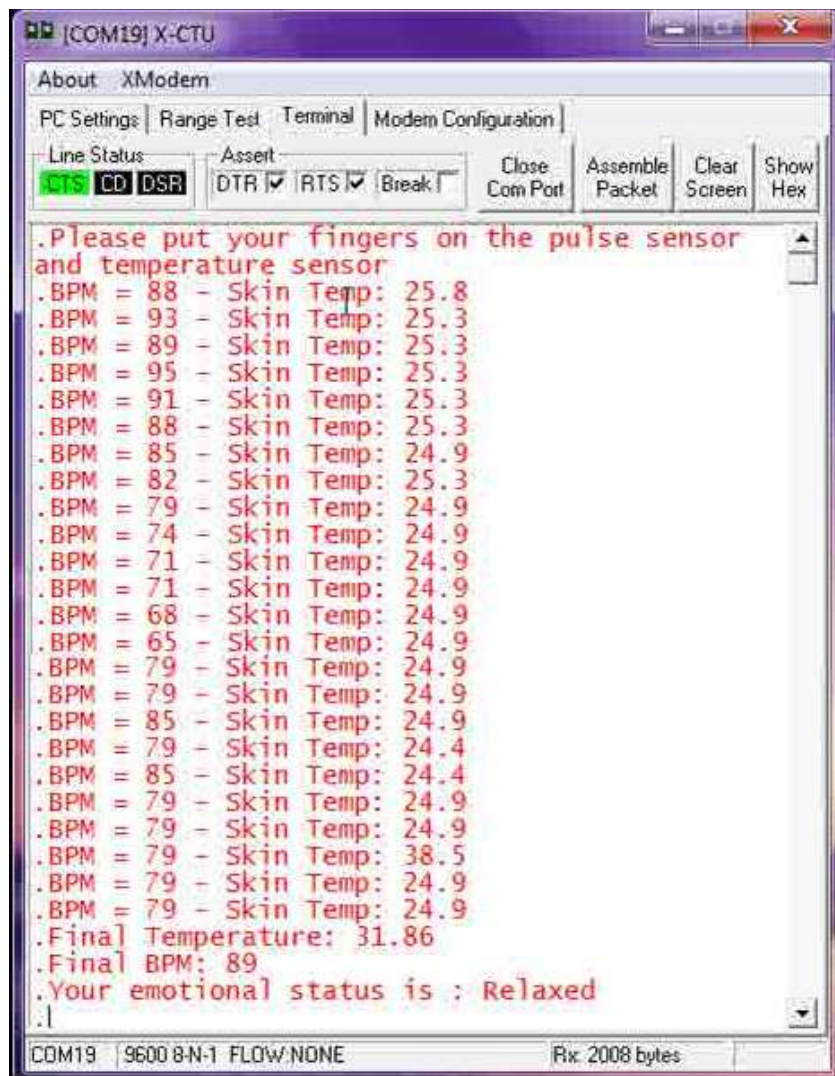 [COM19] X-CTU
About XModem
PC Settings Range Test Terminal Modem Configuration
Line Status Assert
CTS CD DSR DTR RTS Break Close Com Port Assemble Packet Clear Screen Show Hex
.Please put your fingers on the pulse sensor
and temperature sensor
.BPM = 88 - Skin Temp: 25.8
.BPM = 93 - Skin Temp: 25.3
.BPM = 89 - Skin Temp: 25.3
.BPM = 95 - Skin Temp: 25.3
.BPM = 91 - Skin Temp: 25.3
.BPM = 88 - Skin Temp: 25.3
.BPM = 85 - Skin Temp: 24.9
.BPM = 82 - Skin Temp: 25.3
.BPM = 79 - Skin Temp: 24.9
.BPM = 74 - Skin Temp: 24.9
.BPM = 71 - Skin Temp: 24.9
.BPM = 71 - Skin Temp: 24.9
.BPM = 68 - Skin Temp: 24.9
.BPM = 65 - Skin Temp: 24.9
.BPM = 79 - Skin Temp: 24.9
.BPM = 79 - Skin Temp: 24.9
.BPM = 85 - Skin Temp: 24.9
.BPM = 79 - Skin Temp: 24.4
.BPM = 85 - Skin Temp: 24.4
.BPM = 79 - Skin Temp: 24.9
.BPM = 79 - Skin Temp: 24.9
.BPM = 79 - Skin Temp: 38.5
.BPM = 79 - Skin Temp: 24.9
.BPM = 79 - Skin Temp: 24.9
.Final Temperature: 31.86
.Final BPM: 89
.Your emotional status is : Relaxed
.
COM19 9600 8-N-1 FLOW:NONE Rx: 2008 bytes